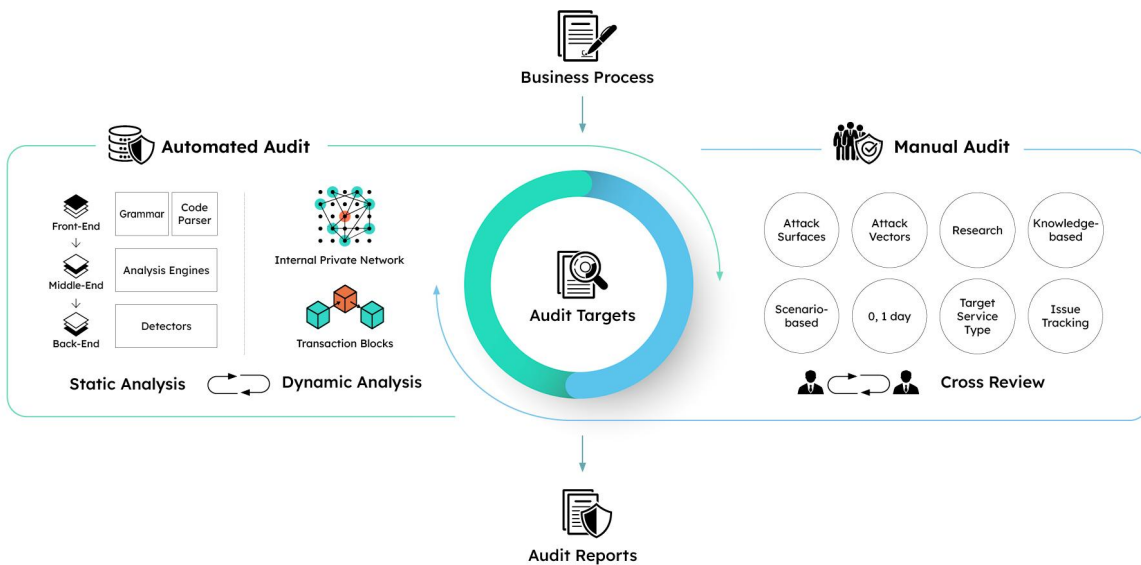 Business Process
Automated Audit
Front-End
Grammar
Code
Parser
Middle-End
Analysis Engines
Back-End
Detectors
Internal Private Network
Transaction Blocks
Static Analysis
Dynamic Analysis
Audit Targets
Manual Audit
Attack
Surfaces
Attack
Vectors
Research
Knowledge-
based
Scenario-
based
0, 1 day
Target
Service
Type
Issue
Tracking
Cross Review
Audit Reports